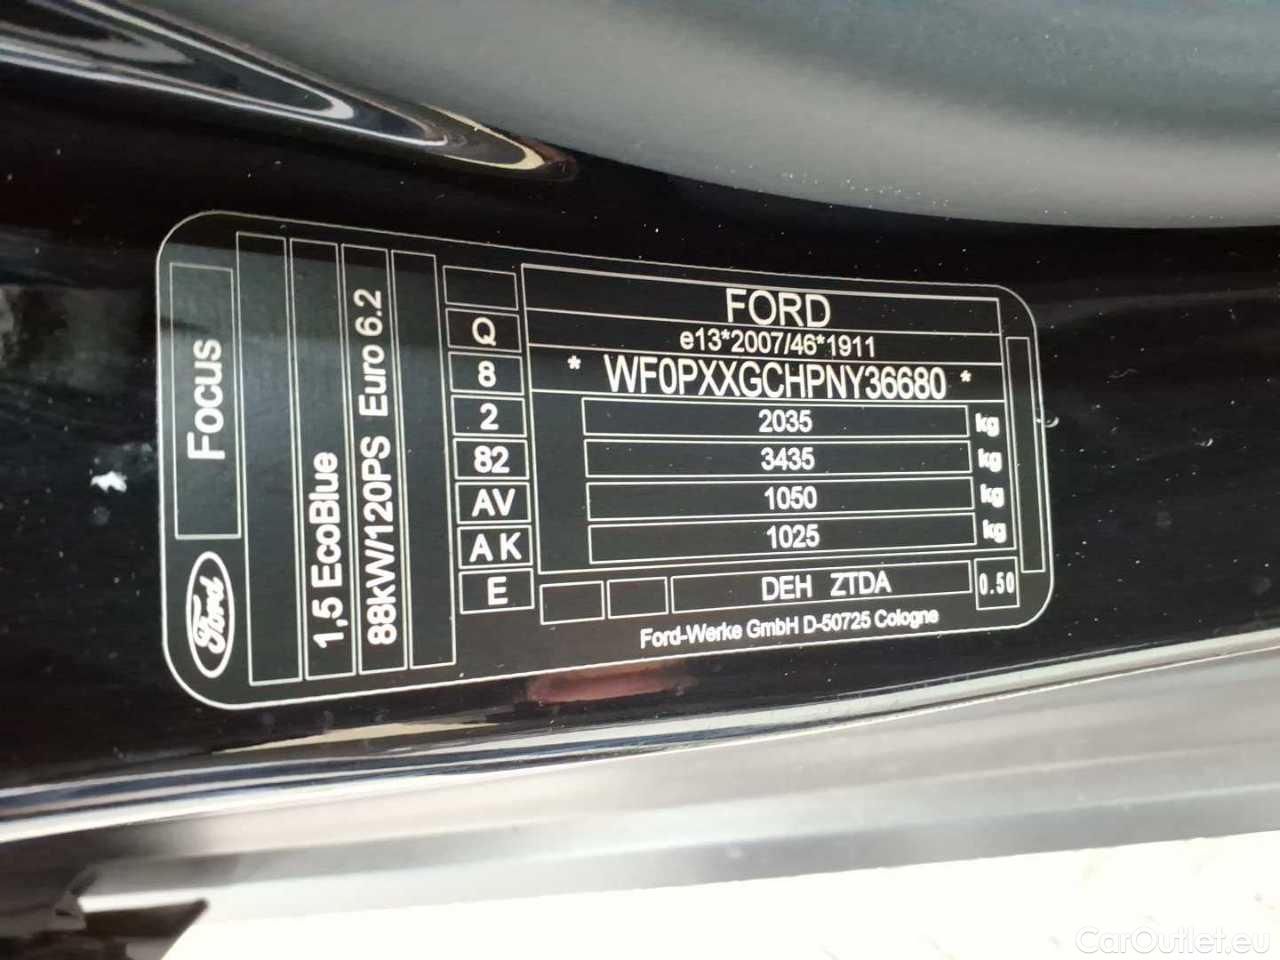 Focus
Ford
1,5 EcoBlue
88kW/120PS Euro 6.2
Q
8
2
82
AV
A K
E
FORD
e13*2007/46*1911
* WF0PXXGCHPNY36680 *
2035 kg
3435 kg
1050 kg
1025 kg
DEH ZTDA 0.50
Ford-Werke GmbH D-50725 Cologne
CarOutlet.eu